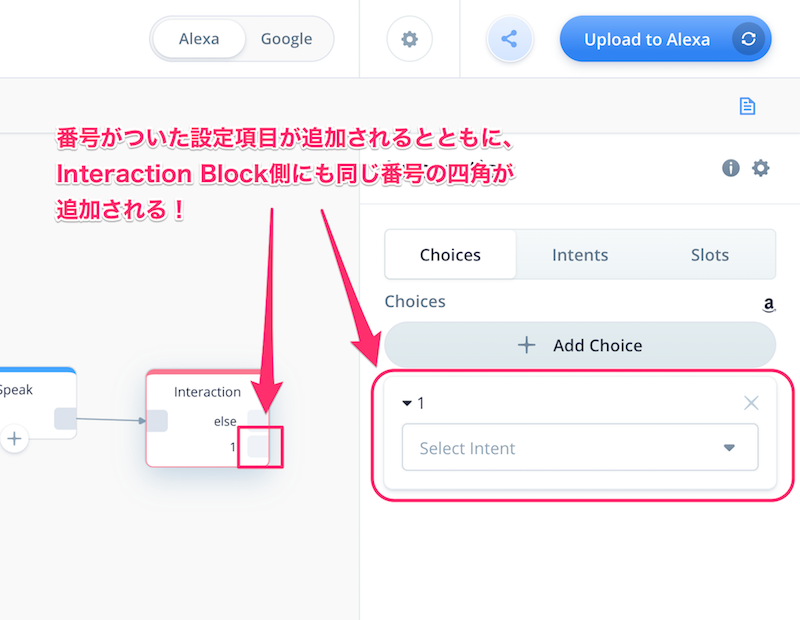 Alexa
Google
Upload to Alexa
番号がついた設定項目が追加されるとともに、
Interaction Block側にも同じ番号の四角が
追加される！
Choices
Intents
Slots
Choices
a
Add Choice
1
Select Intent
Speak
Interaction
else
1